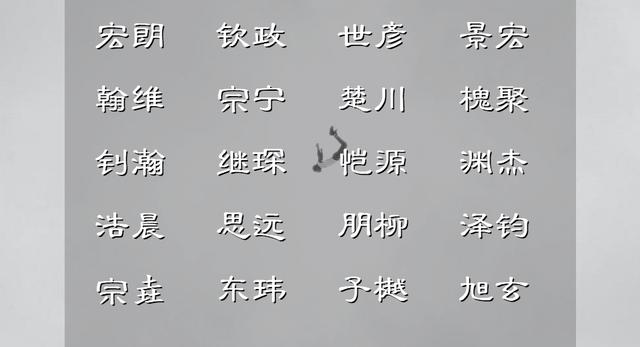 宏朗 钦政 世彦 景宏
翰维 宗宁 楚川 槐聚
钊瀚 继琛 恺源 渊杰
浩晨 思远 朋柳 泽钧
宗垚 东玮 子樾 旭玄